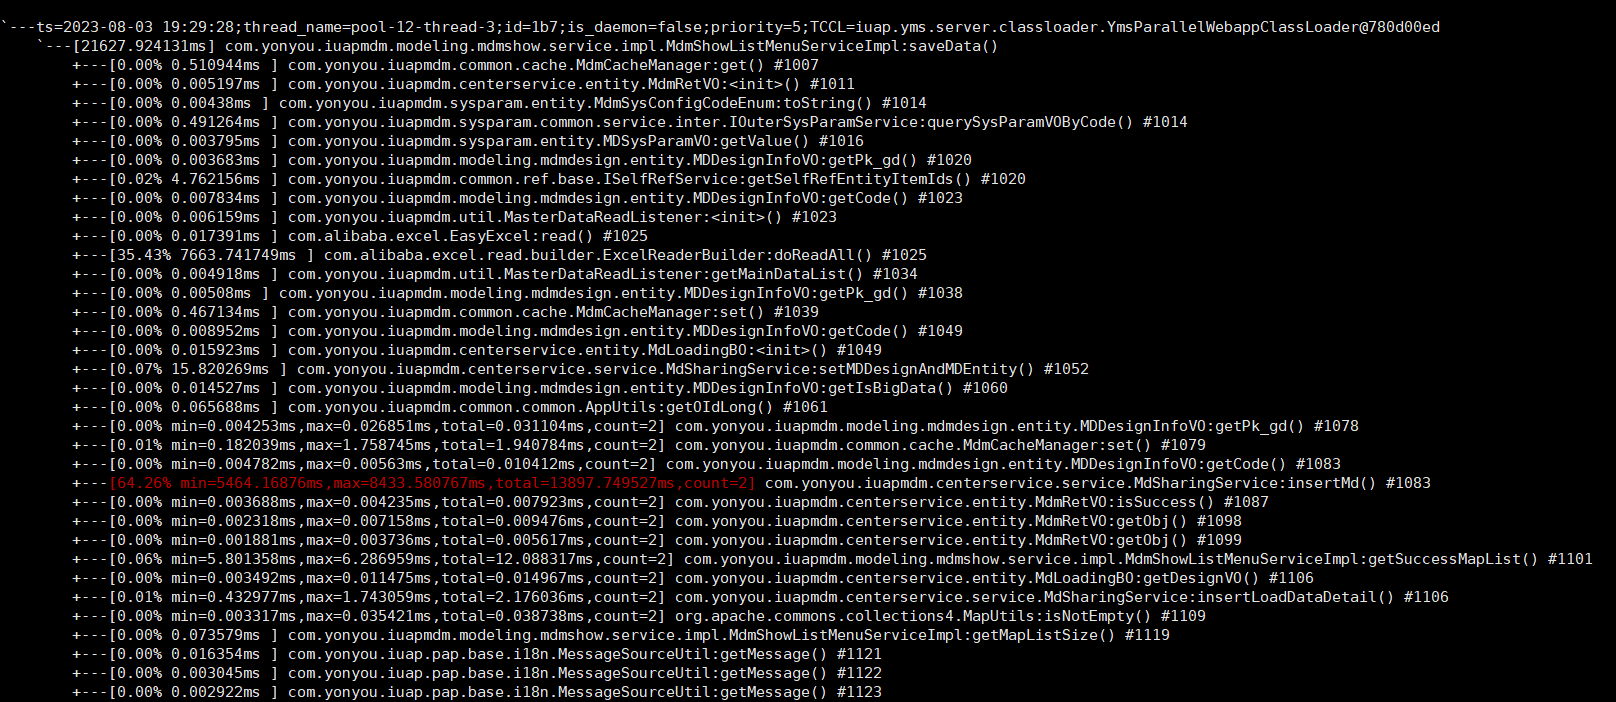 `---ts=2023-08-03 19:29:28;thread_name=pool-12-thread-3;id=1b7;is_daemon=false;priority=5;TCCL=iuap.yms.server.classloader.YmsParallelWebappClassLoader@780d00ed
`---[21627.924131ms] com.yonyou.iuapmdm.modeling.mdmshow.service.impl.MdmShowListMenuServiceImpl:saveData()
+---[0.00% 0.510944ms ] com.yonyou.iuapmdm.common.cache.MdmCacheManager:get() #1007
+---[0.00% 0.005197ms ] com.yonyou.iuapmdm.centerservice.entity.MdmRetVO:<init>() #1011
+---[0.00% 0.00438ms ] com.yonyou.iuapmdm.sysparam.entity.MdmSysConfigCodeEnum:toString() #1014
+---[0.00% 0.491264ms ] com.yonyou.iuapmdm.sysparam.common.service.inter.IOuterSysParamService:querySysParamVOByCode() #1014
+---[0.00% 0.003795ms ] com.yonyou.iuapmdm.sysparam.entity.MDSysParamVO:getValue() #1016
+---[0.00% 0.003683ms ] com.yonyou.iuapmdm.modeling.mdmdesign.entity.MDDesignInfoVO:getPk_gd() #1020
+---[0.02% 4.762156ms ] com.yonyou.iuapmdm.common.ref.base.ISelfRefService:getSelfRefEntityItemIds() #1020
+---[0.00% 0.007834ms ] com.yonyou.iuapmdm.modeling.mdmdesign.entity.MDDesignInfoVO:getCode() #1023
+---[0.00% 0.006159ms ] com.yonyou.iuapmdm.util.MasterDataReadListener:<init>() #1023
+---[0.00% 0.017391ms ] com.alibaba.excel.EasyExcel:read() #1025
+---[35.43% 7663.741749ms ] com.alibaba.excel.read.builder.ExcelReaderBuilder:doReadAll() #1025
+---[0.00% 0.004918ms ] com.yonyou.iuapmdm.util.MasterDataReadListener:getMainDataList() #1034
+---[0.00% 0.00508ms ] com.yonyou.iuapmdm.modeling.mdmdesign.entity.MDDesignInfoVO:getPk_gd() #1038
+---[0.00% 0.467134ms ] com.yonyou.iuapmdm.common.cache.MdmCacheManager:set() #1039
+---[0.00% 0.008952ms ] com.yonyou.iuapmdm.modeling.mdmdesign.entity.MDDesignInfoVO:getCode() #1049
+---[0.00% 0.015923ms ] com.yonyou.iuapmdm.centerservice.entity.MdLoadingBO:<init>() #1049
+---[0.07% 15.820269ms ] com.yonyou.iuapmdm.centerservice.service.MdSharingService:setMDDesignAndMDEntity() #1052
+---[0.00% 0.014527ms ] com.yonyou.iuapmdm.modeling.mdmdesign.entity.MDDesignInfoVO:getIsBigData() #1060
+---[0.00% 0.065688ms ] com.yonyou.iuapmdm.common.common.AppUtils:getOIdLong() #1061
+---[0.00% min=0.004253ms,max=0.026851ms,total=0.031104ms,count=2] com.yonyou.iuapmdm.modeling.mdmdesign.entity.MDDesignInfoVO:getPk_gd() #1078
+---[0.01% min=0.182039ms,max=1.758745ms,total=1.940784ms,count=2] com.yonyou.iuapmdm.common.cache.MdmCacheManager:set() #1079
+---[0.00% min=0.004782ms,max=0.00563ms,total=0.010412ms,count=2] com.yonyou.iuapmdm.modeling.mdmdesign.entity.MDDesignInfoVO:getCode() #1083
+---[64.26% min=5464.16876ms,max=8433.580767ms,total=13897.749527ms,count=2] com.yonyou.iuapmdm.centerservice.service.MdSharingService:insertMd() #1083
+---[0.00% min=0.003688ms,max=0.004235ms,total=0.007923ms,count=2] com.yonyou.iuapmdm.centerservice.entity.MdmRetVO:isSuccess() #1087
+---[0.00% min=0.002318ms,max=0.007158ms,total=0.009476ms,count=2] com.yonyou.iuapmdm.centerservice.entity.MdmRetVO:getObj() #1098
+---[0.00% min=0.001881ms,max=0.003736ms,total=0.005617ms,count=2] com.yonyou.iuapmdm.centerservice.entity.MdmRetVO:getObj() #1099
+---[0.06% min=5.801358ms,max=6.286959ms,total=12.088317ms,count=2] com.yonyou.iuapmdm.modeling.mdmshow.service.impl.MdmShowListMenuServiceImpl:getSuccessMapList() #1101
+---[0.00% min=0.003492ms,max=0.011475ms,total=0.014967ms,count=2] com.yonyou.iuapmdm.centerservice.entity.MdLoadingBO:getDesignVO() #1106
+---[0.01% min=0.432977ms,max=1.743059ms,total=2.176036ms,count=2] com.yonyou.iuapmdm.centerservice.service.MdSharingService:insertLoadDataDetail() #1106
+---[0.00% min=0.003317ms,max=0.035421ms,total=0.038738ms,count=2] org.apache.commons.collections4.MapUtils:isNotEmpty() #1109
+---[0.00% 0.073579ms ] com.yonyou.iuapmdm.modeling.mdmshow.service.impl.MdmShowListMenuServiceImpl:getMapListSize() #1119
+---[0.00% 0.016354ms ] com.yonyou.iuap.pap.base.i18n.MessageSourceUtil:getMessage() #1121
+---[0.00% 0.003045ms ] com.yonyou.iuap.pap.base.i18n.MessageSourceUtil:getMessage() #1122
+---[0.00% 0.002922ms ] com.yonyou.iuap.pap.base.i18n.MessageSourceUtil:getMessage() #1123